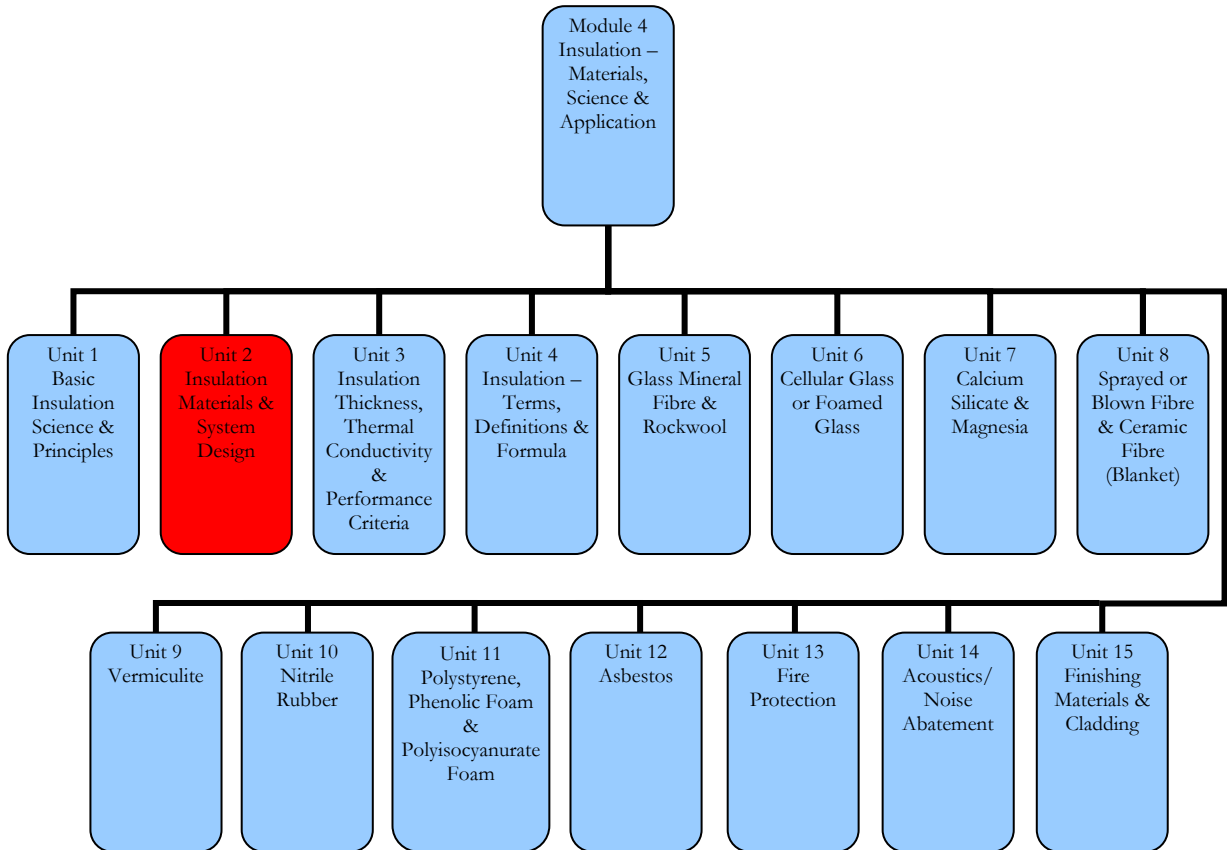 Module 4
Insulation –
Materials,
Science &
Application
Unit 1
Basic
Insulation
Science &
Principles
Unit 2
Insulation
Materials &
System
Design
Unit 3
Insulation
Thickness,
Thermal
Conductivity
&
Performance
Criteria
Unit 4
Insulation –
Terms,
Definitions &
Formula
Unit 5
Glass Mineral
Fibre &
Rockwool
Unit 6
Cellular Glass
or Foamed
Glass
Unit 7
Calcium
Silicate &
Magnesia
Unit 8
Sprayed or
Blown Fibre
& Ceramic
Fibre
(Blanket)
Unit 9
Vermiculite
Unit 10
Nitrile
Rubber
Unit 11
Polystyrene,
Phenolic Foam
&
Polyisocyanurate
Foam
Unit 12
Asbestos
Unit 13
Fire
Protection
Unit 14
Acoustics/
Noise
Abatement
Unit 15
Finishing
Materials &
Cladding